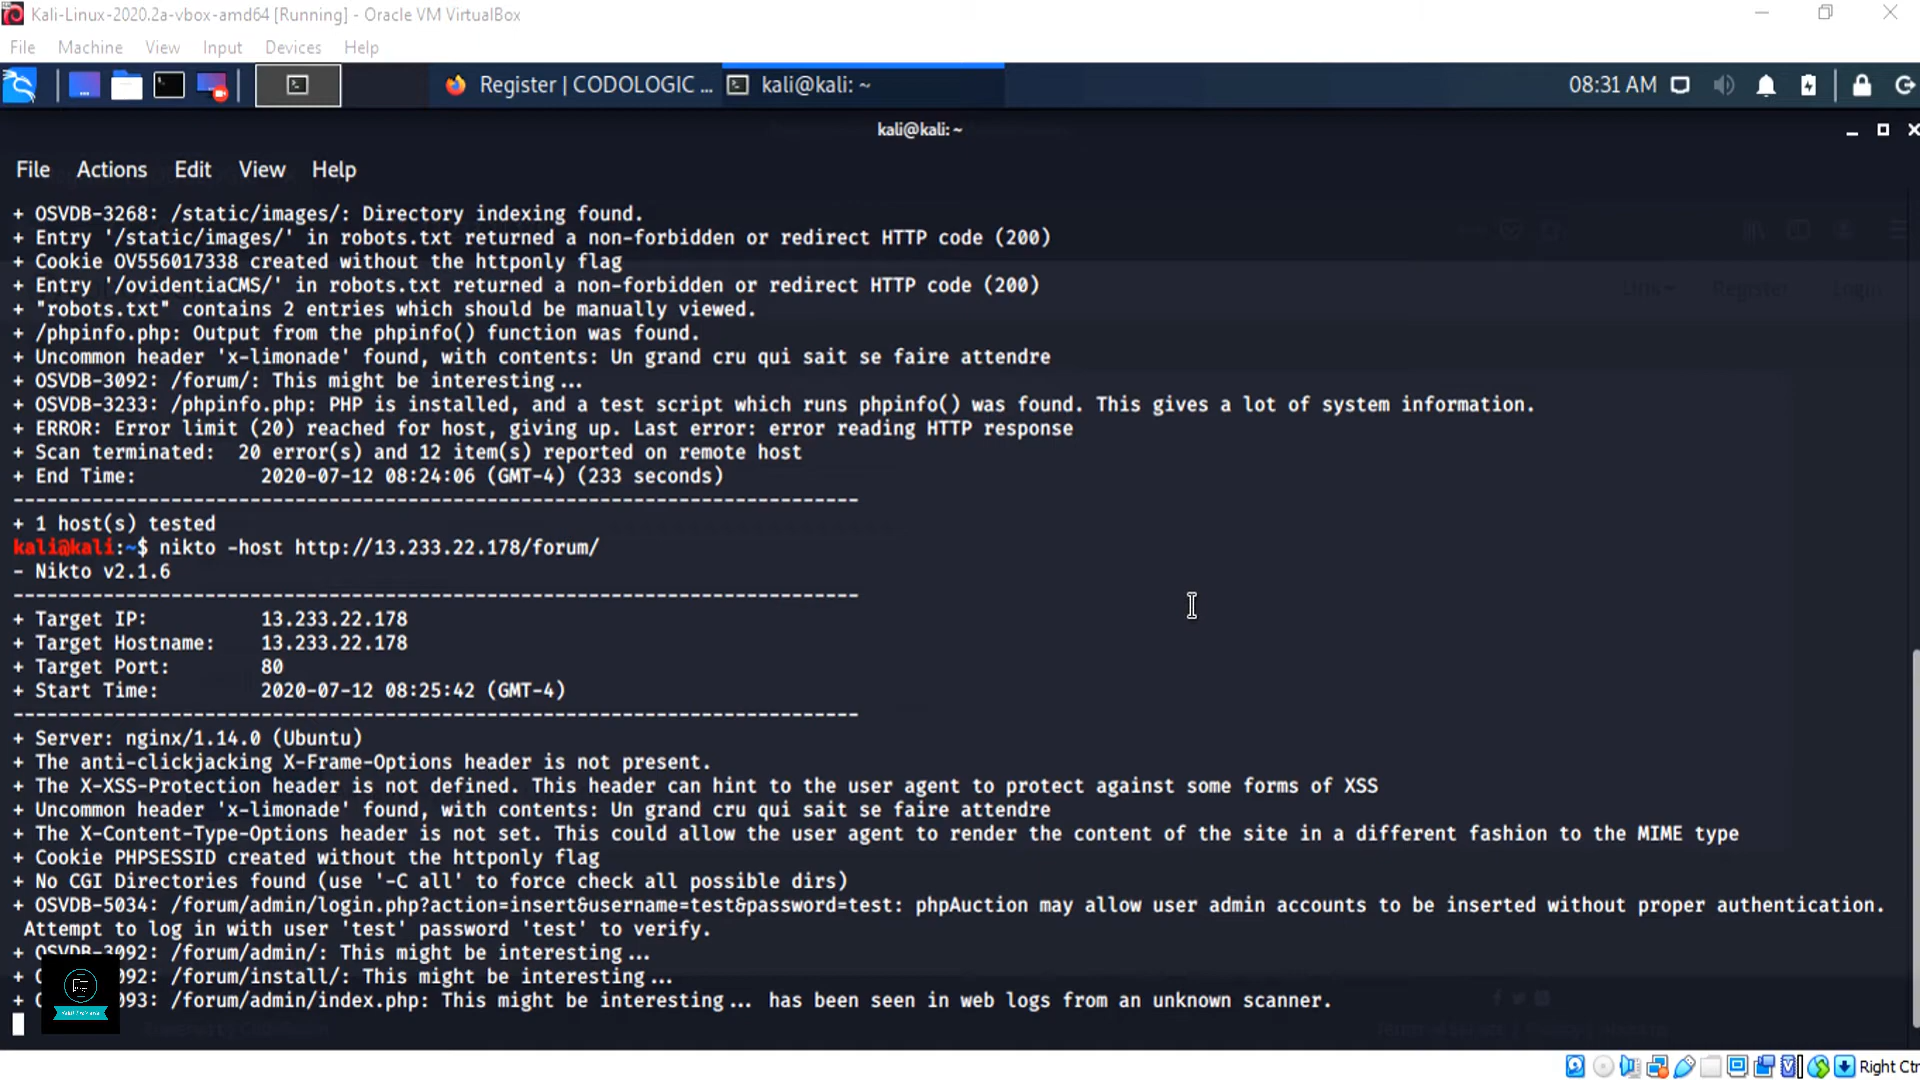 Kali-Linux-2020.2a-vbox-amd64 [Running] - Oracle VM VirtualBox
File Machine View Input Devices Help
Register | CODOLOGIC ...
kali@kali: ~
08:31 AM
kali@kali: ~
File Actions Edit View Help
+ OSVDB-3268: /static/images/: Directory indexing found.
+ Entry '/static/images/' in robots.txt returned a non-forbidden or redirect HTTP code (200)
+ Cookie OV556017338 created without the httponly flag
+ Entry '/ovidentiaCMS/' in robots.txt returned a non-forbidden or redirect HTTP code (200)
+ "robots.txt" contains 2 entries which should be manually viewed.
+ /phpinfo.php: Output from the phpinfo() function was found.
+ Uncommon header 'x-limonade' found, with contents: Un grand cru qui sait se faire attendre
+ OSVDB-3092: /forum/: This might be interesting...
+ OSVDB-3233: /phpinfo.php: PHP is installed, and a test script which runs phpinfo() was found. This gives a lot of system information.
+ ERROR: Error limit (20) reached for host, giving up. Last error: error reading HTTP response
+ Scan terminated:  20 error(s) and 12 item(s) reported on remote host
+ End Time:           2020-07-12 08:24:06 (GMT-4) (233 seconds)
---------------------------------------------------------------------------
+ 1 host(s) tested
kali@kali:~$ nikto -host http://13.233.22.178/forum/
- Nikto v2.1.6
---------------------------------------------------------------------------
+ Target IP:          13.233.22.178
+ Target Hostname:    13.233.22.178
+ Target Port:        80
+ Start Time:         2020-07-12 08:25:42 (GMT-4)
---------------------------------------------------------------------------
+ Server: nginx/1.14.0 (Ubuntu)
+ The anti-clickjacking X-Frame-Options header is not present.
+ The X-XSS-Protection header is not defined. This header can hint to the user agent to protect against some forms of XSS
+ Uncommon header 'x-limonade' found, with contents: Un grand cru qui sait se faire attendre
+ The X-Content-Type-Options header is not set. This could allow the user agent to render the content of the site in a different fashion to the MIME type
+ Cookie PHPSESSID created without the httponly flag
+ No CGI Directories found (use '-C all' to force check all possible dirs)
+ OSVDB-5034: /forum/admin/login.php?action=insert&username=test&password=test: phpAuction may allow user admin accounts to be inserted without proper authentication.
Attempt to log in with user 'test' password 'test' to verify.
+ OSVDB-3092: /forum/admin/: This might be interesting...
+ O 092: /forum/install/: This might be interesting...
+ O 093: /forum/admin/index.php: This might be interesting... has been seen in web logs from an unknown scanner.
Right Ctr